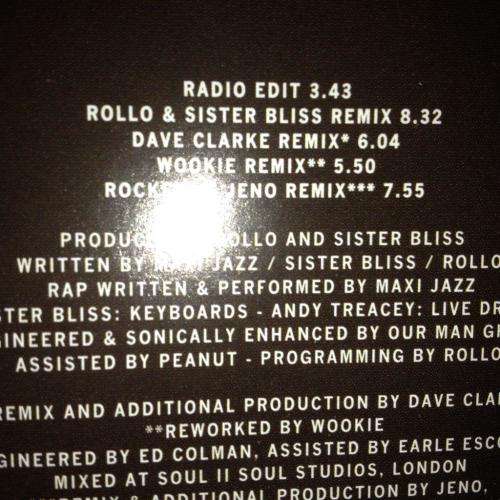 RADIO EDIT 3.43
ROLLO & SISTER BLISS REMIX 8.32
DAVE CLARKE REMIX* 6.04
WOOKIE REMIX** 5.50
JENO REMIX*** 7.55
ROLLO AND SISTER BLISS
WRITTEN BY JAZZ / SISTER BLISS / ROLLO
RAP WRITTEN & PERFORMED BY MAXI JAZZ
BLISS: KEYBOARDS - ANDY TREACEY: LIVE
& SONICALLY ENHANCED BY OUR MAN
ASSISTED BY PEANUT - PROGRAMMING BY ROLLO
REMIX AND ADDITIONAL PRODUCTION BY DAVE
**REWORKED BY WOOKIE
BY ED COLMAN, ASSISTED BY EARLE
MIXED AT SOUL II SOUL STUDIOS, LONDON
& ADDITIONAL PRODUCTION BY JENO,